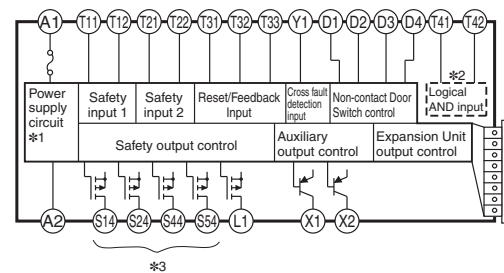 A1 T11 T12 T21 T22 T31 T32 T33 Y1 D1 D2 D3 D4 T41 T42
*2
Power supply circuit *1
Safety input 1
Safety input 2
Reset/Feedback Input
Cross fault detection input
Non-contact Door Switch control
Logical AND input
Safety output control
Auxiliary output control
Expansion Unit output control
A2 S14 S24 S44 S54 L1 X1 X2
*3